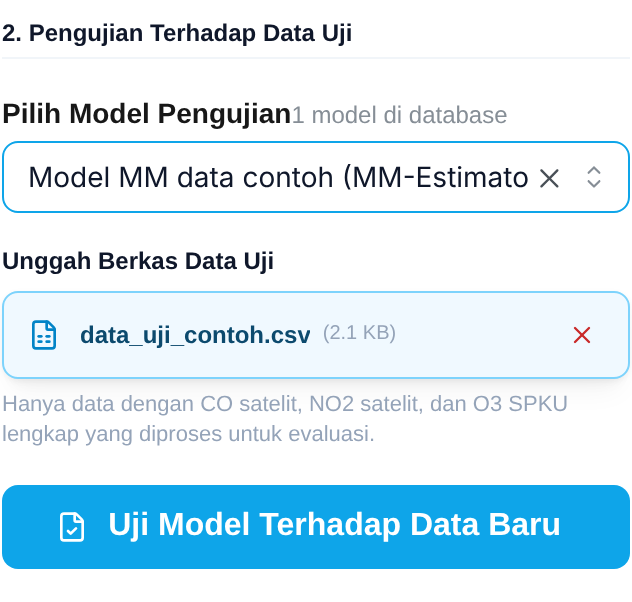 2. Pengujian Terhadap Data Uji
Pilih Model Pengujian1 model di database
Model MM data contoh (MM-Estimato
Unggah Berkas Data Uji
data_uji_contoh.csv (2.1 KB)
Hanya data dengan CO satelit, NO2 satelit, dan O3 SPKU
lengkap yang diproses untuk evaluasi.
Uji Model Terhadap Data Baru